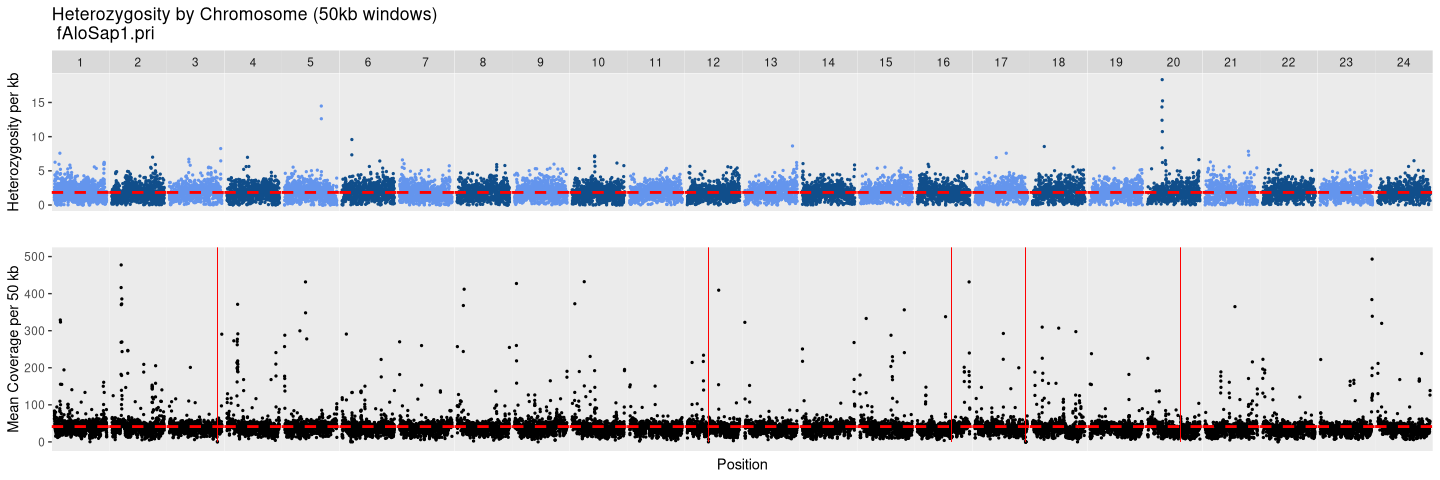 Heterozygosity by Chromosome (50kb windows)
fAloSap1.pri
1 2 3 4 5 6 7 8 9 10 11 12 13 14 15 16 17 18 19 20 21 22 23 24
Heterozygosity per kb
15
10
5
0
Mean Coverage per 50 kb
500
400
300
200
100
0
Position